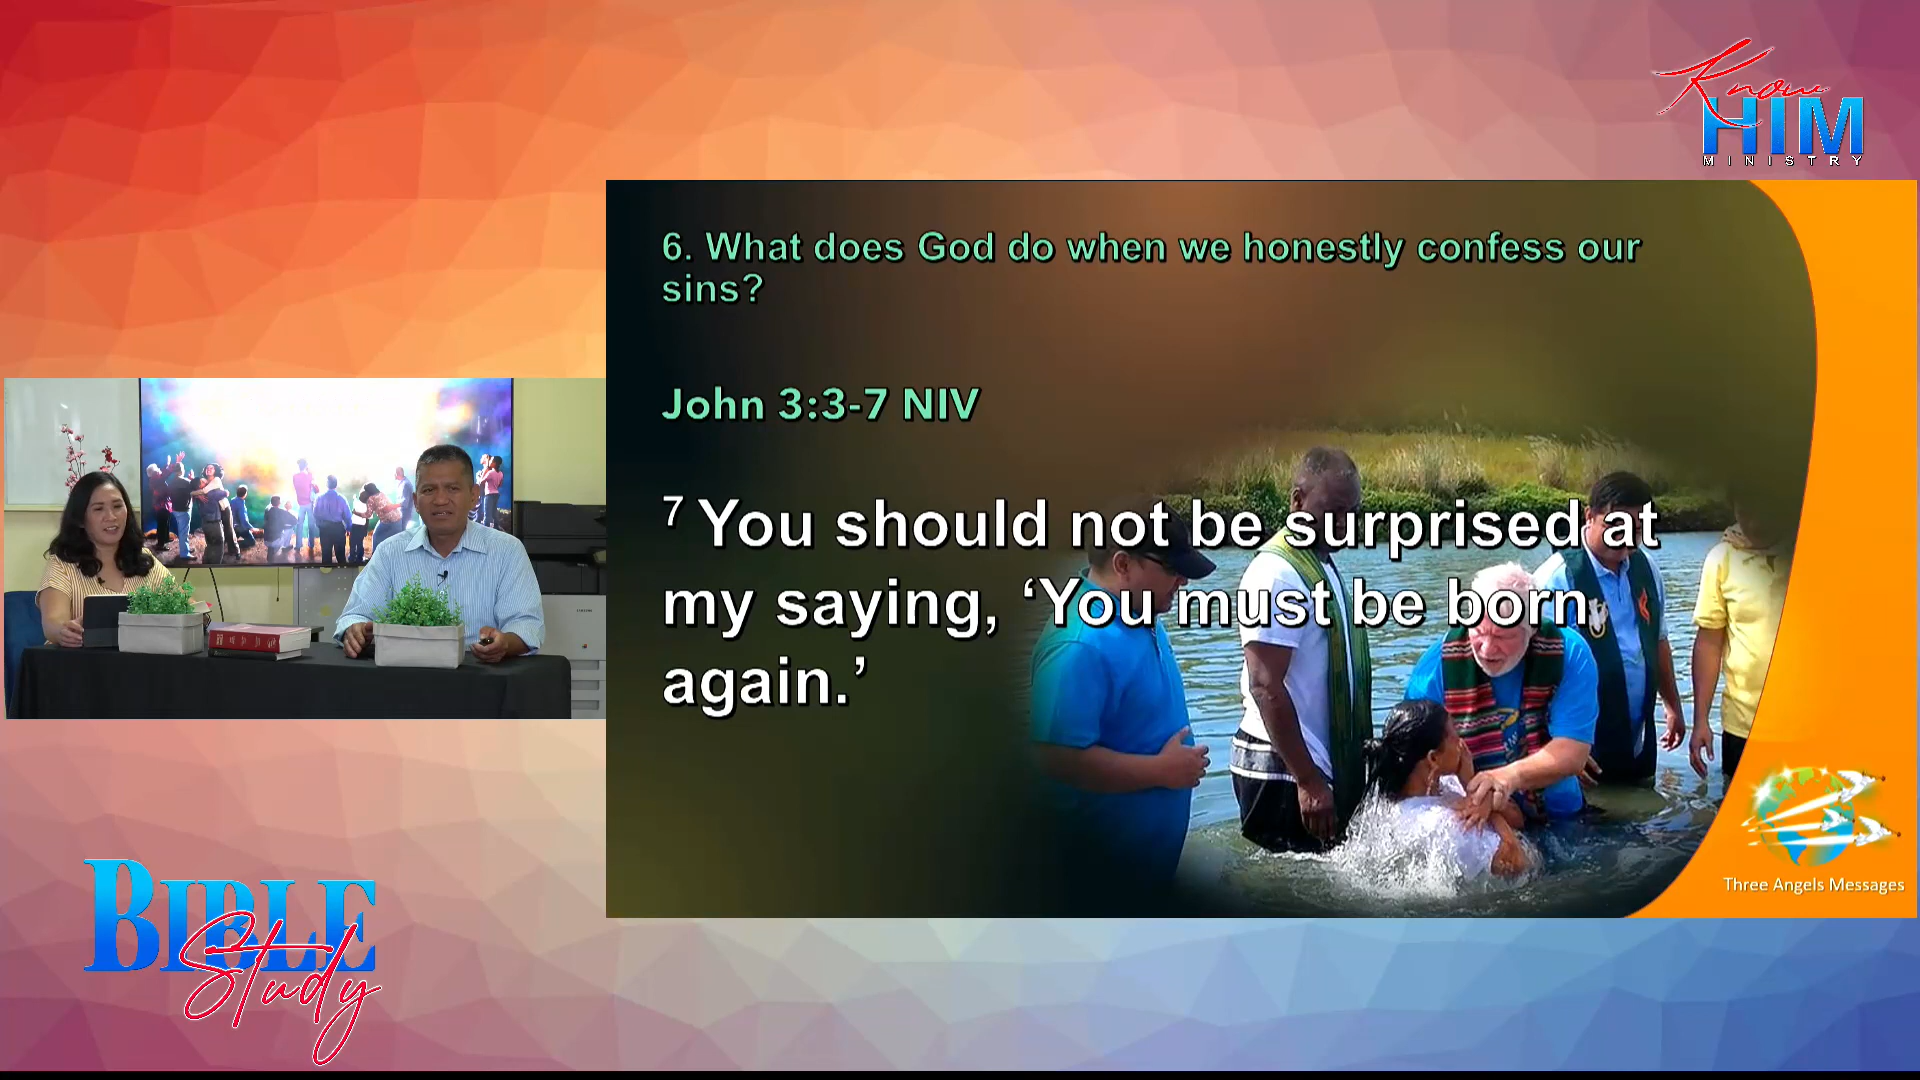 Know
HIM
MINISTRY
6. What does God do when we honestly confess our
sins?
John 3:3-7 NIV
7 You should not be surprised at
my saying, ‘You must be born
again.’
Three Angels Messages
BIBLE
Study